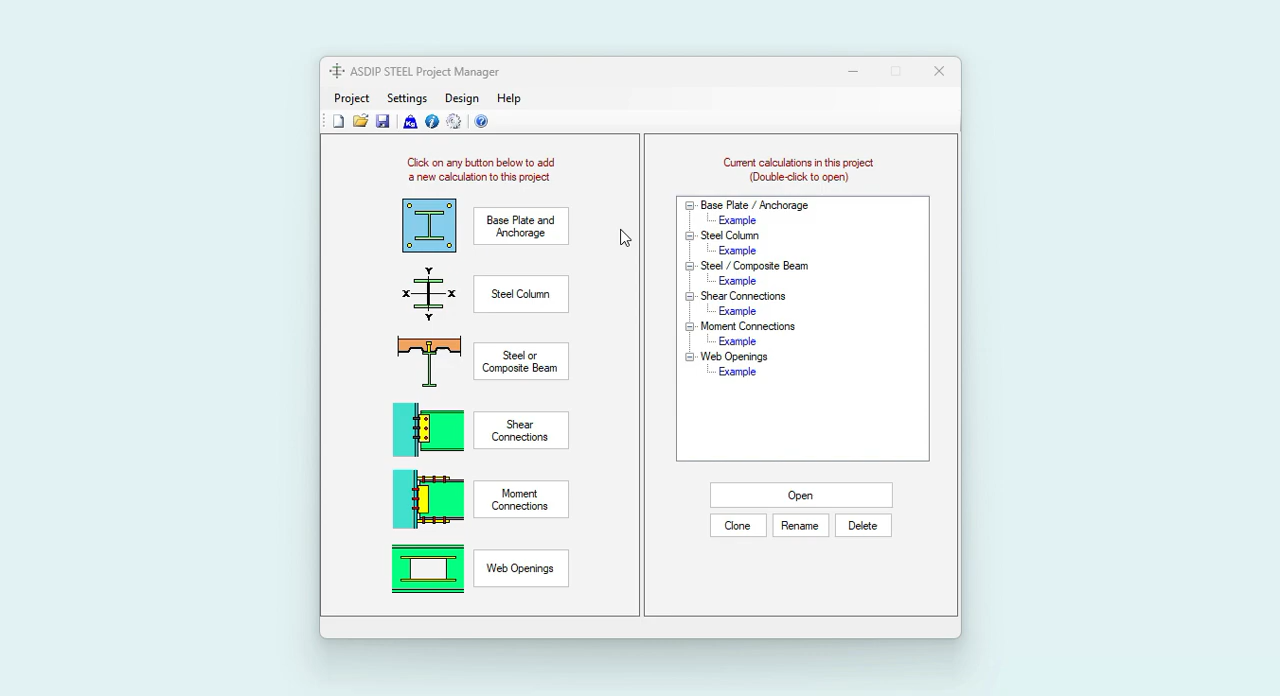 ASDIP STEEL Project Manager
Project Settings Design Help
Kg
Click on any button below to add
a new calculation to this project
Base Plate and
Anchorage
Y
X X
Y
Steel Column
Steel or
Composite Beam
Shear
Connections
Moment
Connections
Web Openings
Current calculations in this project
(Double-click to open)
Base Plate / Anchorage
Example
Steel Column
Example
Steel / Composite Beam
Example
Shear Connections
Example
Moment Connections
Example
Web Openings
Example
Open
Clone Rename Delete